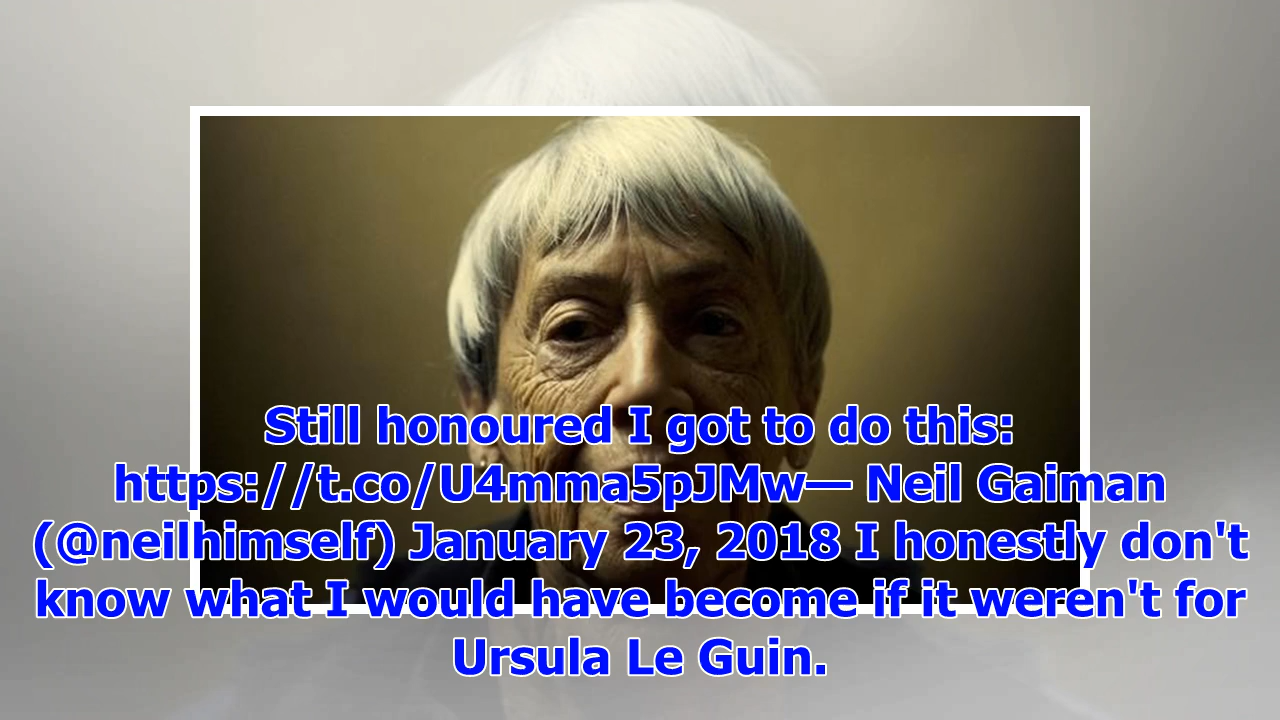 Still honoured I got to do this:
https://t.co/U4mma5pJMw— Neil Gaiman
(@neilhimself) January 23, 2018 I honestly don't
know what I would have become if it weren't for
Ursula Le Guin.